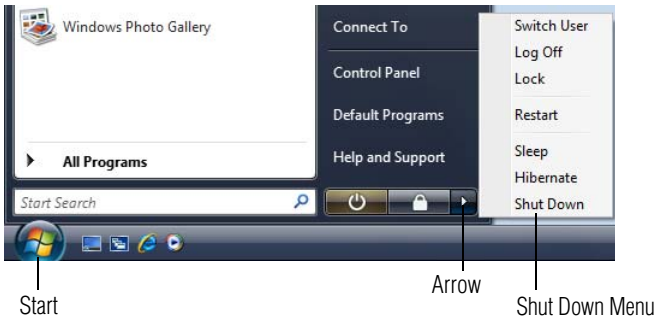 Windows Photo Gallery
All Programs
Start Search
Connect To
Control Panel
Default Programs
Help and Support
Switch User
Log Off
Lock
Restart
Sleep
Hibernate
Shut Down
Start
Arrow
Shut Down Menu